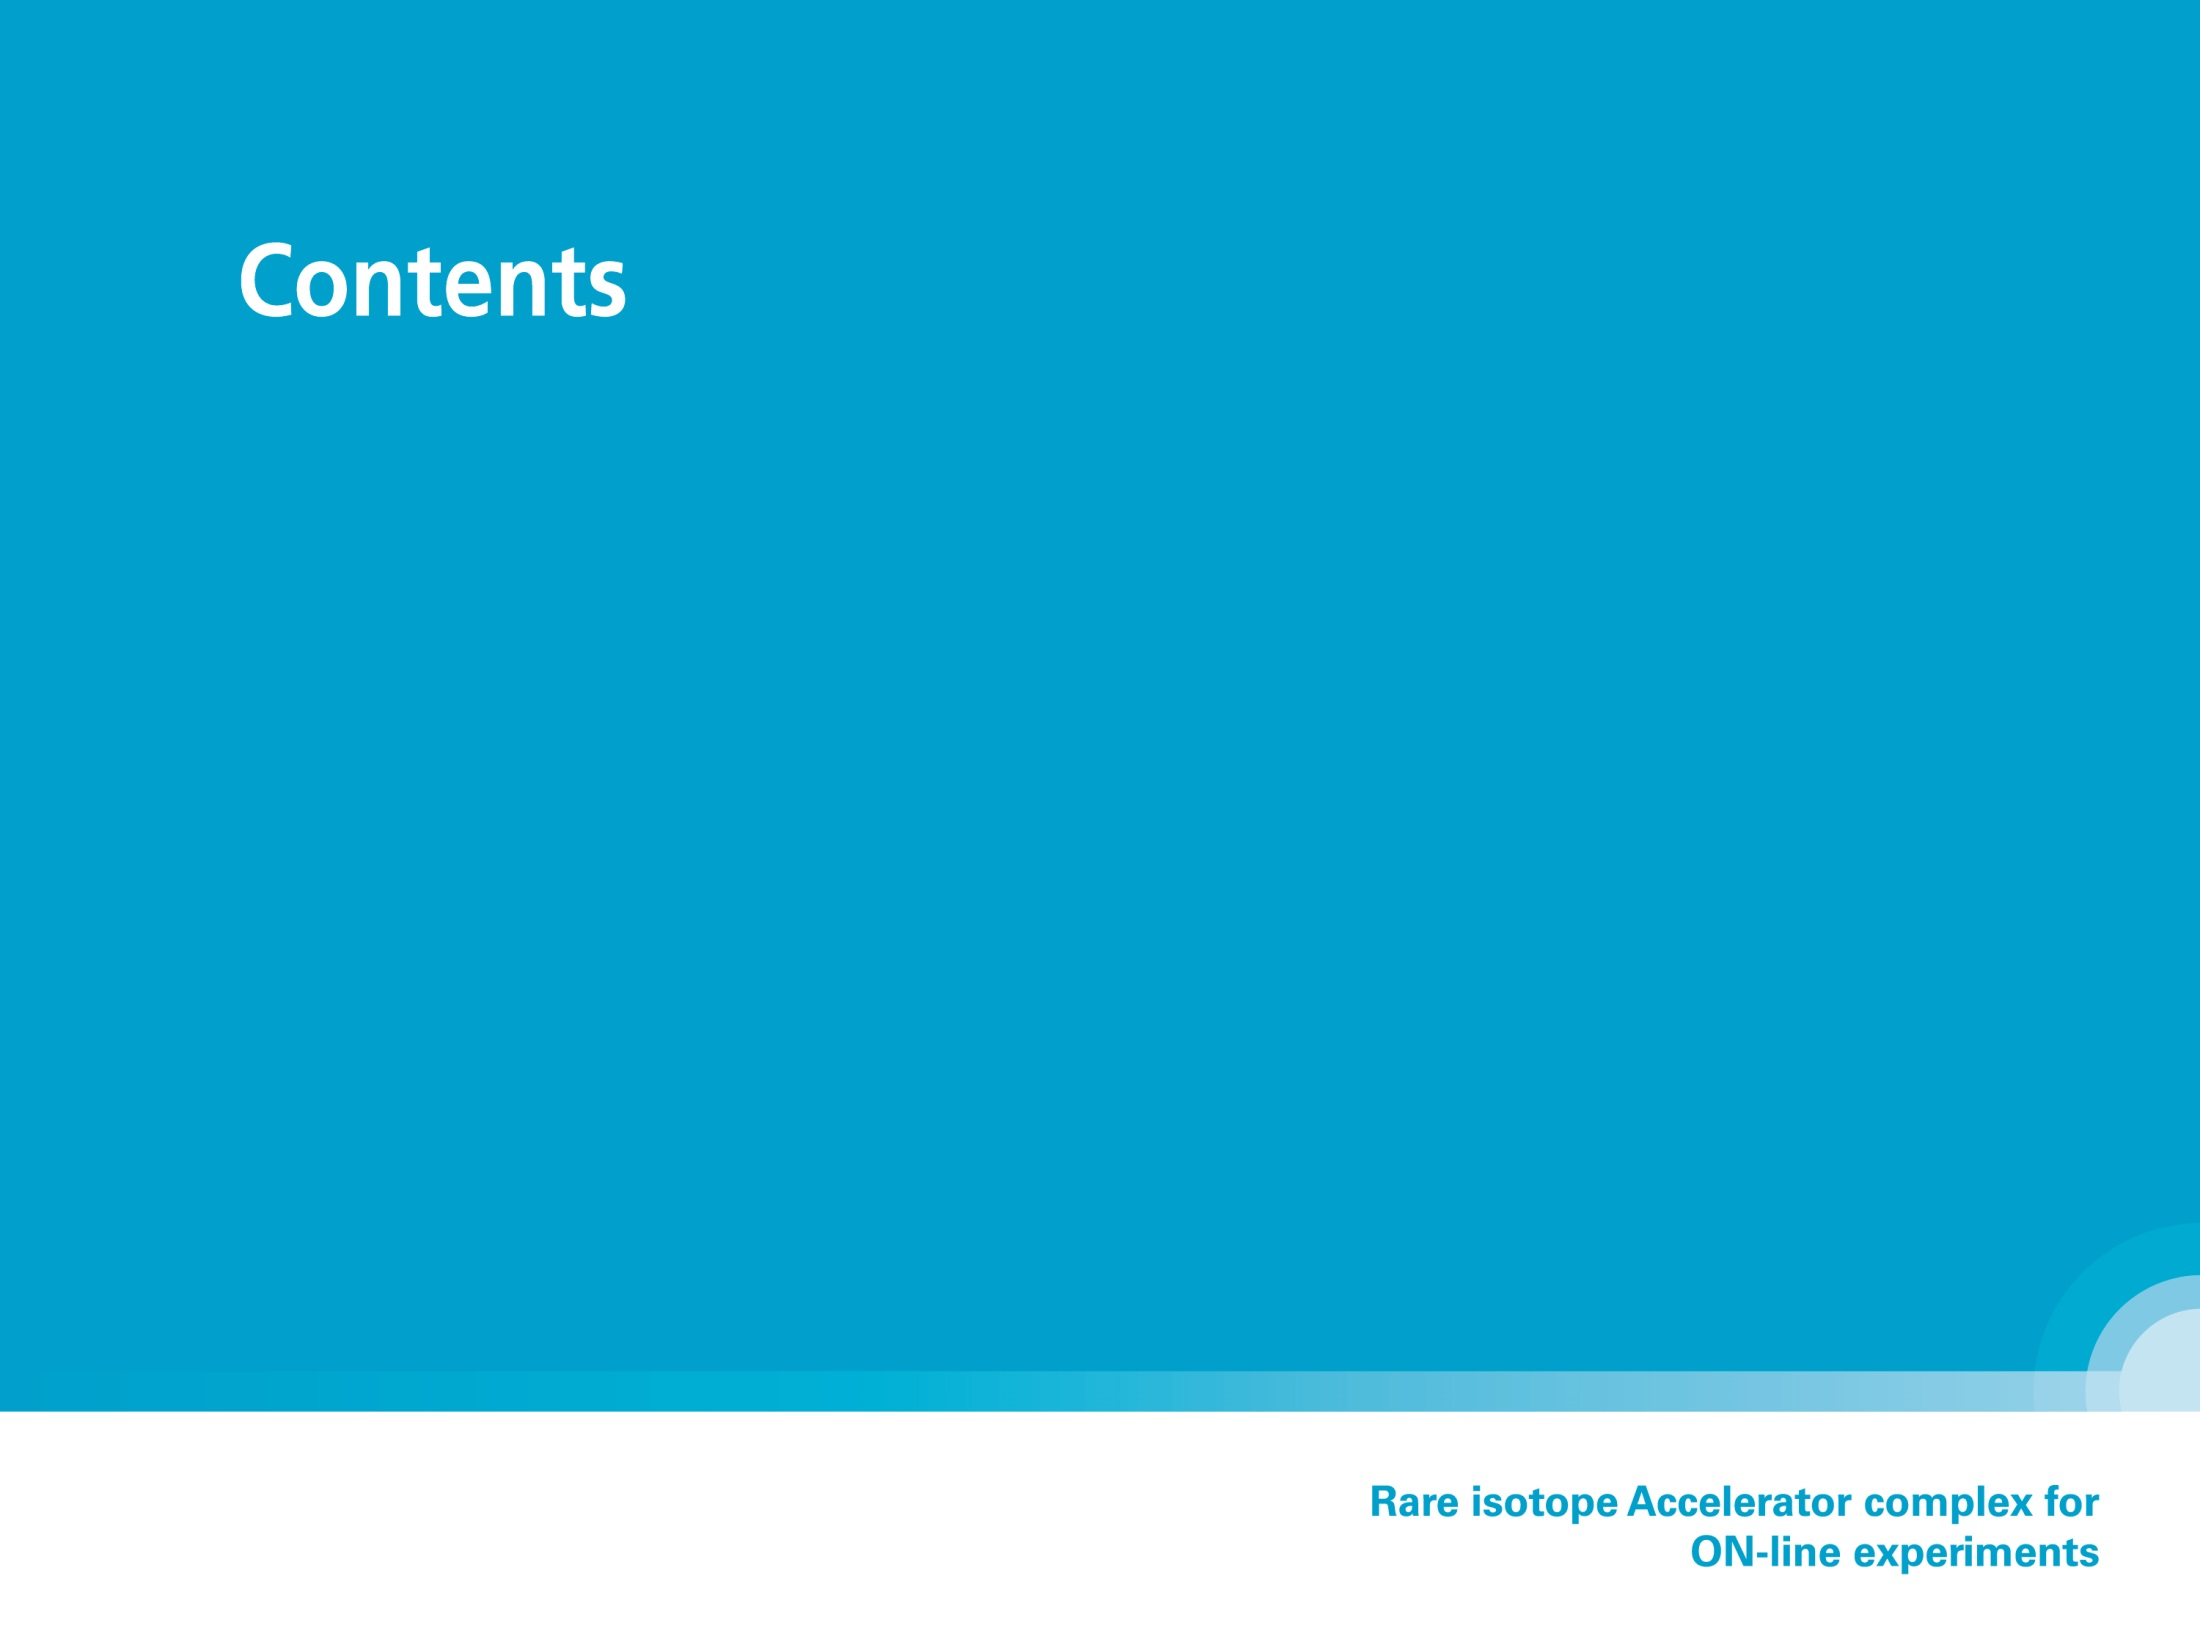 Contents
Rare isotope Accelerator complex for
ON-line experiments